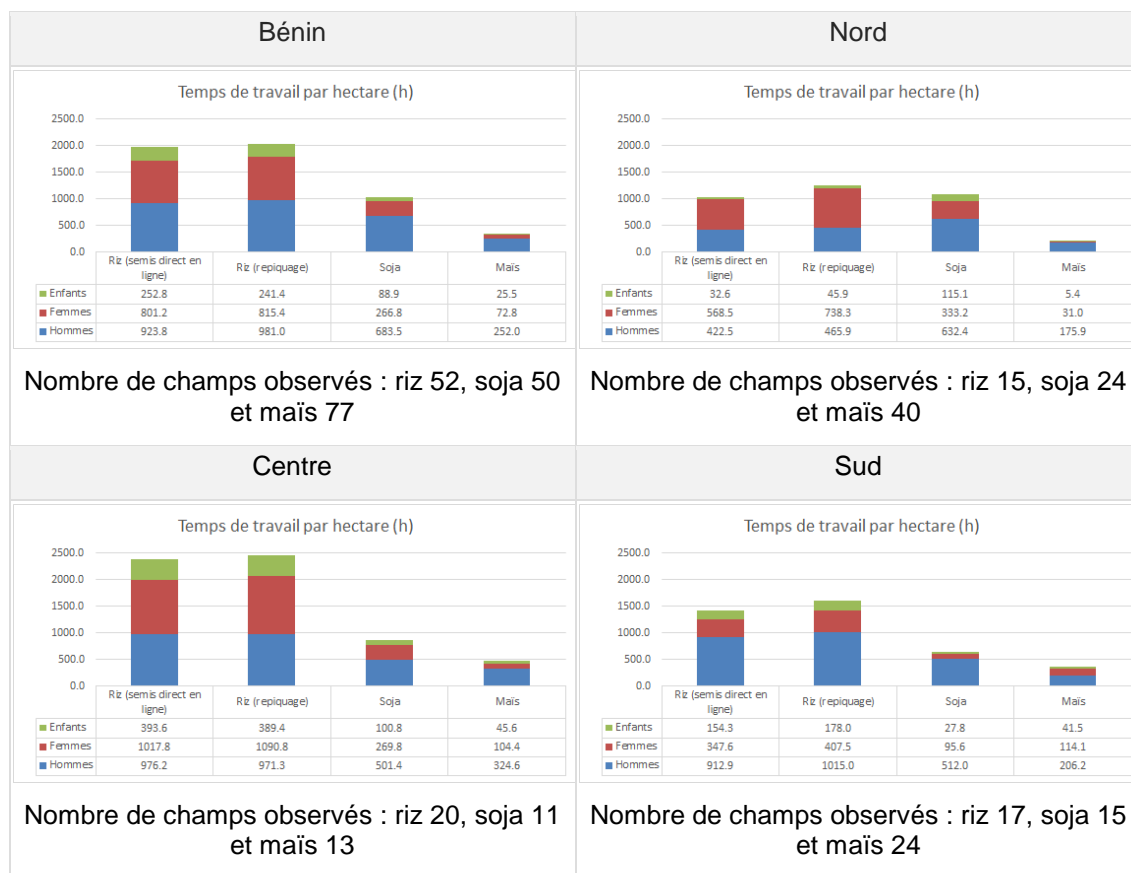 Bénin
Temps de travail par hectare (h)
2500.0
2000.0
1500.0
1000.0
500.0
0.0
Riz (semis direct en ligne) Riz (repiquage) Soja Maïs
Enfants 252.8 241.4 88.9 25.5
Femmes 801.2 815.4 266.8 72.8
Hommes 923.8 981.0 683.5 252.0
Nombre de champs observés : riz 52, soja 50
et maïs 77
Nord
Temps de travail par hectare (h)
2500.0
2000.0
1500.0
1000.0
500.0
0.0
Riz (semis direct en ligne) Riz (repiquage) Soja Maïs
Enfants 32.6 45.9 115.1 5.4
Femmes 568.5 738.3 333.2 31.0
Hommes 422.5 465.9 632.4 175.9
Nombre de champs observés : riz 15, soja 24
et maïs 40
Centre
Temps de travail par hectare (h)
2500.0
2000.0
1500.0
1000.0
500.0
0.0
Riz (semis direct en ligne) Riz (repiquage) Soja Maïs
Enfants 393.6 389.4 100.8 45.6
Femmes 1017.8 1090.8 269.8 104.4
Hommes 976.2 971.3 501.4 324.6
Nombre de champs observés : riz 20, soja 11
et maïs 13
Sud
Temps de travail par hectare (h)
2500.0
2000.0
1500.0
1000.0
500.0
0.0
Riz (semis direct en ligne) Riz (repiquage) Soja Maïs
Enfants 154.3 178.0 27.8 41.5
Femmes 347.6 407.5 95.6 114.1
Hommes 912.9 1015.0 512.0 206.2
Nombre de champs observés : riz 17, soja 15
et maïs 24